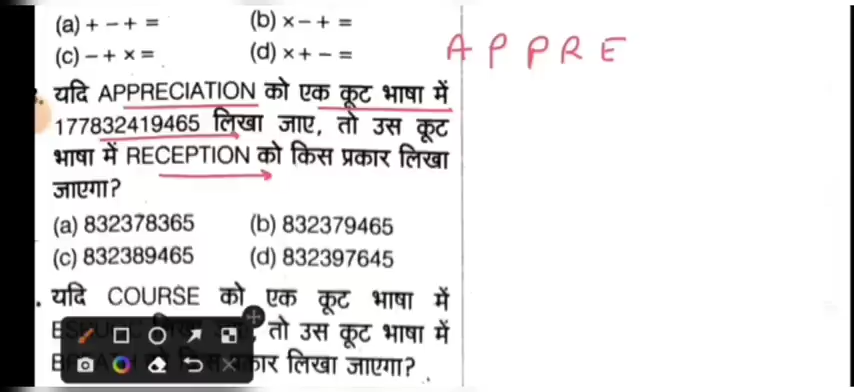 (a) + − + = (b) × − + =
(c) − + × = (d) × + − =
A P P R E
यदि APPRECIATION को एक कूट भाषा में
177832419465 लिखा जाए, तो उस कूट
भाषा में RECEPTION को किस प्रकार लिखा
जाएगा?
(a) 832378365 (b) 832379465
(c) 832389465 (d) 832397645
. यदि COURSE को एक कूट भाषा में
तो उस कूट भाषा में
लिखा जाएगा?